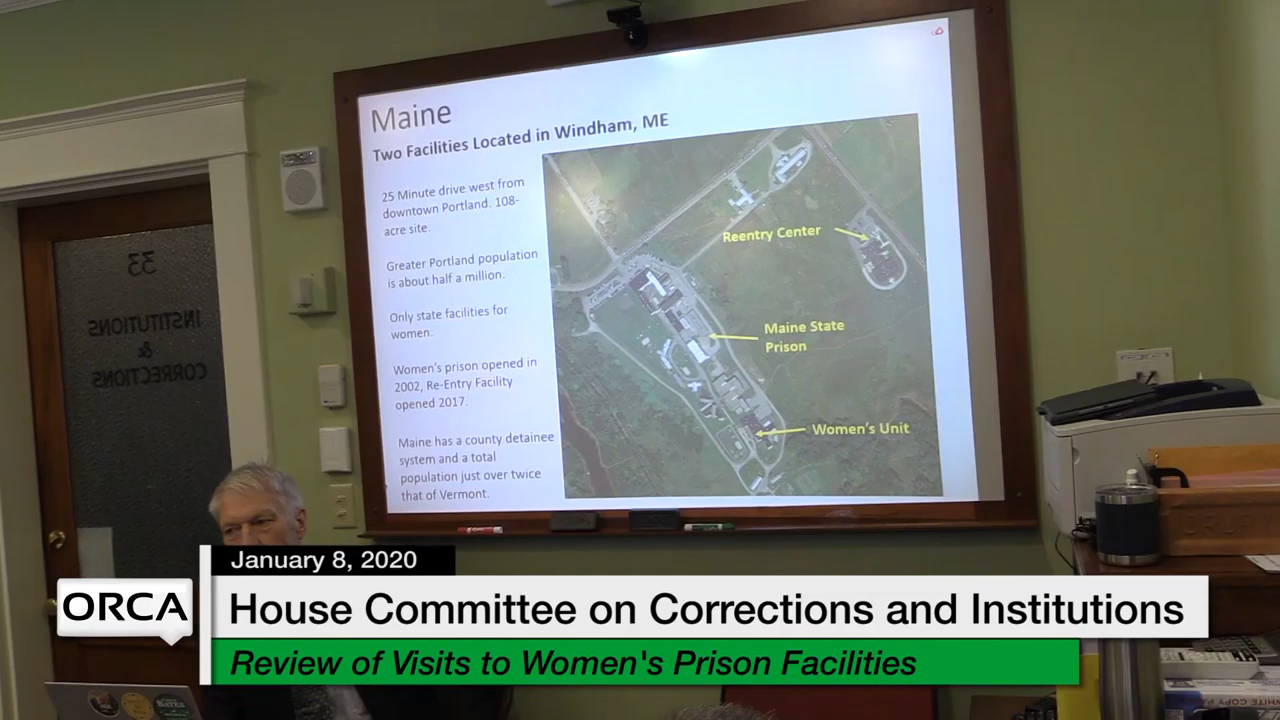 Maine
Two Facilities Located in Windham, ME
25 Minute drive west from
downtown Portland. 108-
acre site.
Greater Portland population
is about half a million.
Only state facilities for
women.
Women's prison opened in
2002, Re-Entry Facility
opened 2017.
Maine has a county detainee
system and a total
population just over twice
that of Vermont.
Reentry Center
Maine State
Prison
Women's Unit
33
INSTITUTIONS
&
CORRECTIONS
January 8, 2020
ORCA
House Committee on Corrections and Institutions
Review of Visits to Women's Prison Facilities